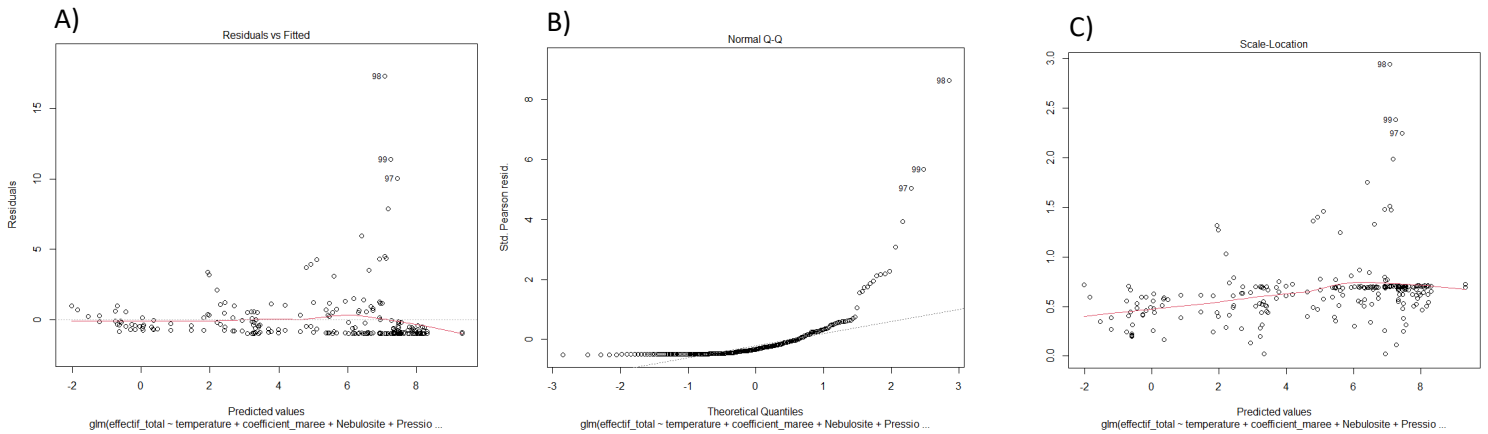 A)
Residuals vs Fitted
Residuals
15
10
5
0
98
99
97
-2 0 2 4 6 8
Predicted values
glm(effectif_total ~ temperature + coefficient_maree + Nebulosite + Pressio ...
B)
Normal Q-Q
Std. Pearson resid.
8
6
4
2
0
98
99
97
-3 -2 -1 0 1 2 3
Theoretical Quantiles
glm(effectif_total ~ temperature + coefficient_maree + Nebulosite + Pressio ...
C)
Scale-Location
3.0
2.5
2.0
1.5
1.0
0.5
0.0
98
99
97
-2 0 2 4 6 8
Predicted values
glm(effectif_total ~ temperature + coefficient_maree + Nebulosite + Pressio ...